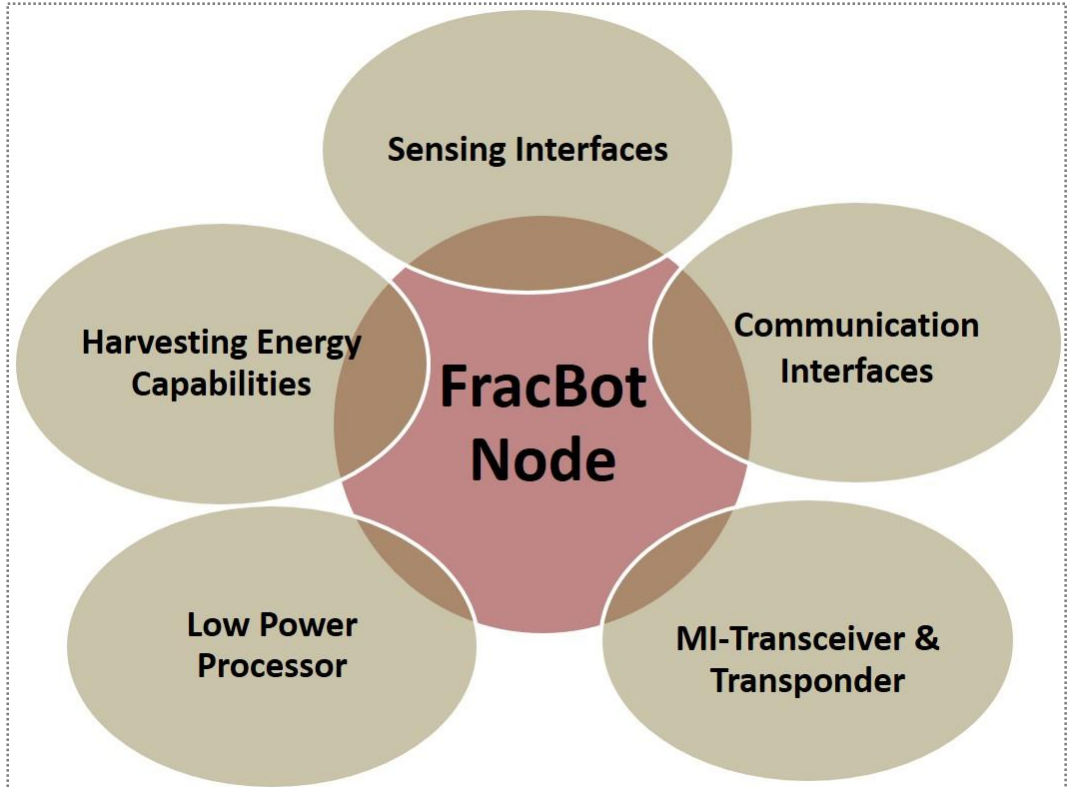 Sensing Interfaces
Harvesting Energy
Capabilities
Communication
Interfaces
FracBot
Node
Low Power
Processor
MI-Transceiver &
Transponder